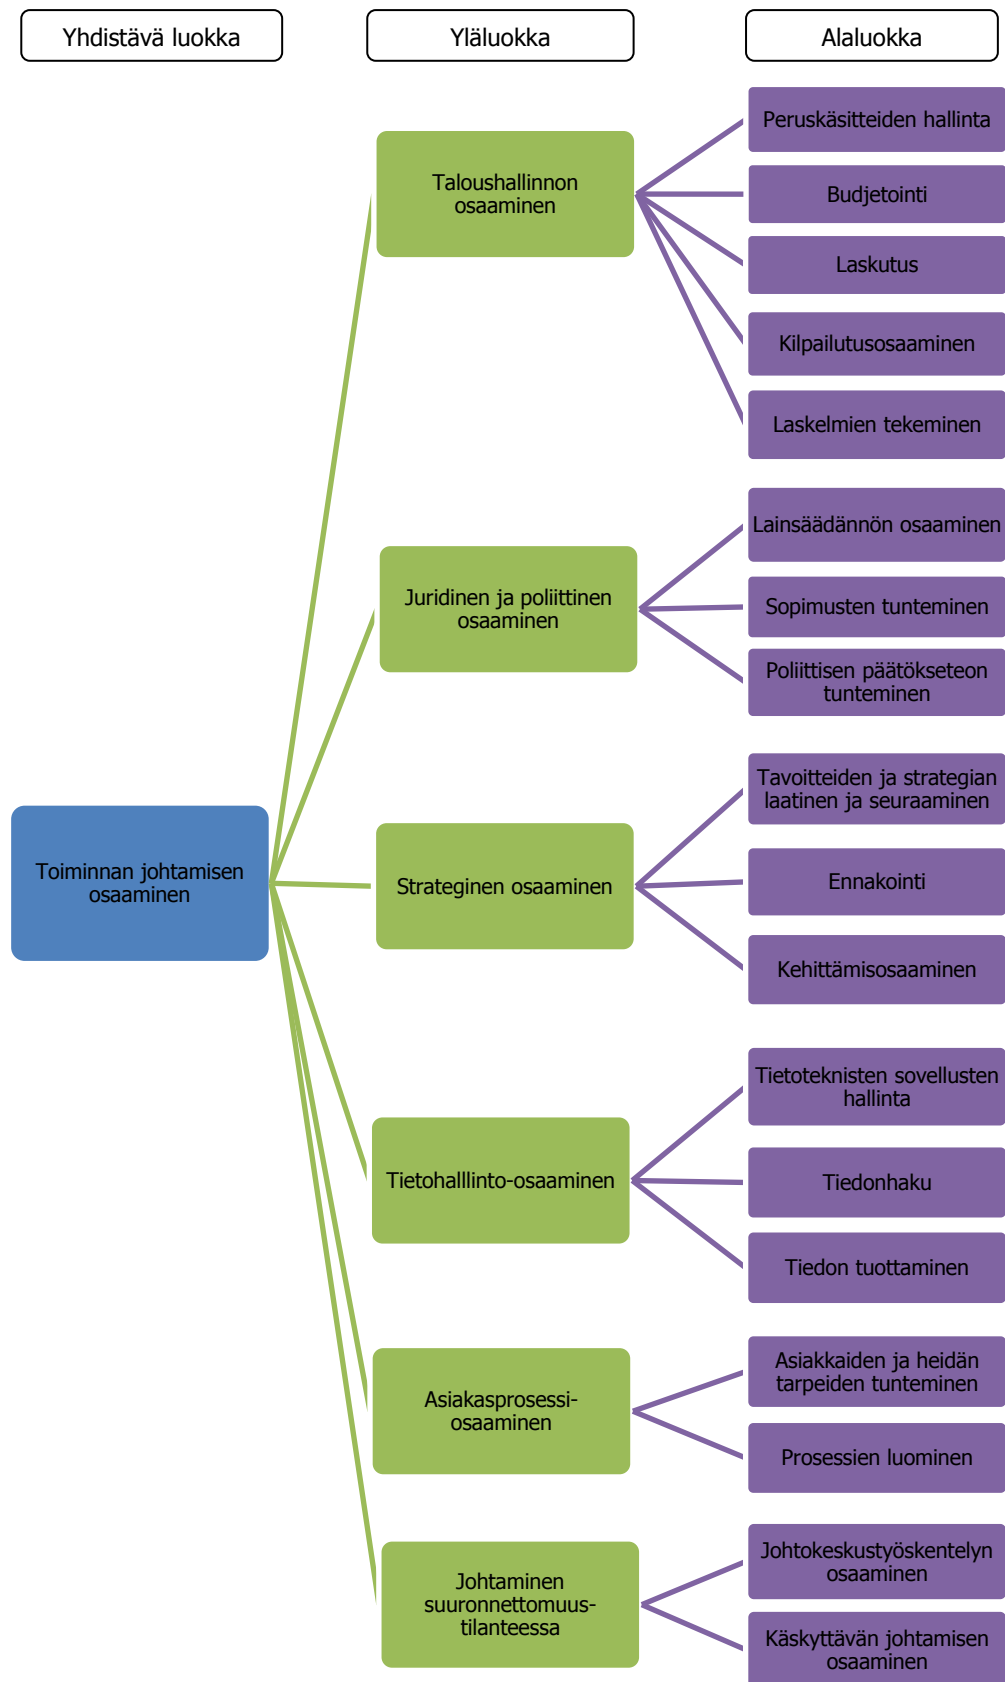 Yhdistävä luokka
Yläluokka
Alaluokka
Toiminnan johtamisen
osaaminen
Taloushallinnon
osaaminen
Peruskäsitteiden hallinta
Budjetointi
Laskutus
Kilpailutusosaaminen
Laskelmien tekeminen
Juridinen ja poliittinen
osaaminen
Lainsäädännön osaaminen
Sopimusten tunteminen
Poliittisen päätökseteon
tunteminen
Strateginen osaaminen
Tavoitteiden ja strategian
laatinen ja seuraaminen
Ennakointi
Kehittämisosaaminen
Tietohalllinto-osaaminen
Tietoteknisten sovellusten
hallinta
Tiedonhaku
Tiedon tuottaminen
Asiakasprosessi-
osaaminen
Asiakkaiden ja heidän
tarpeiden tunteminen
Prosessien luominen
Johtaminen
suuronnettomuus-
tilanteessa
Johtokeskustyöskentelyn
osaaminen
Käskyttävän johtamisen
osaaminen